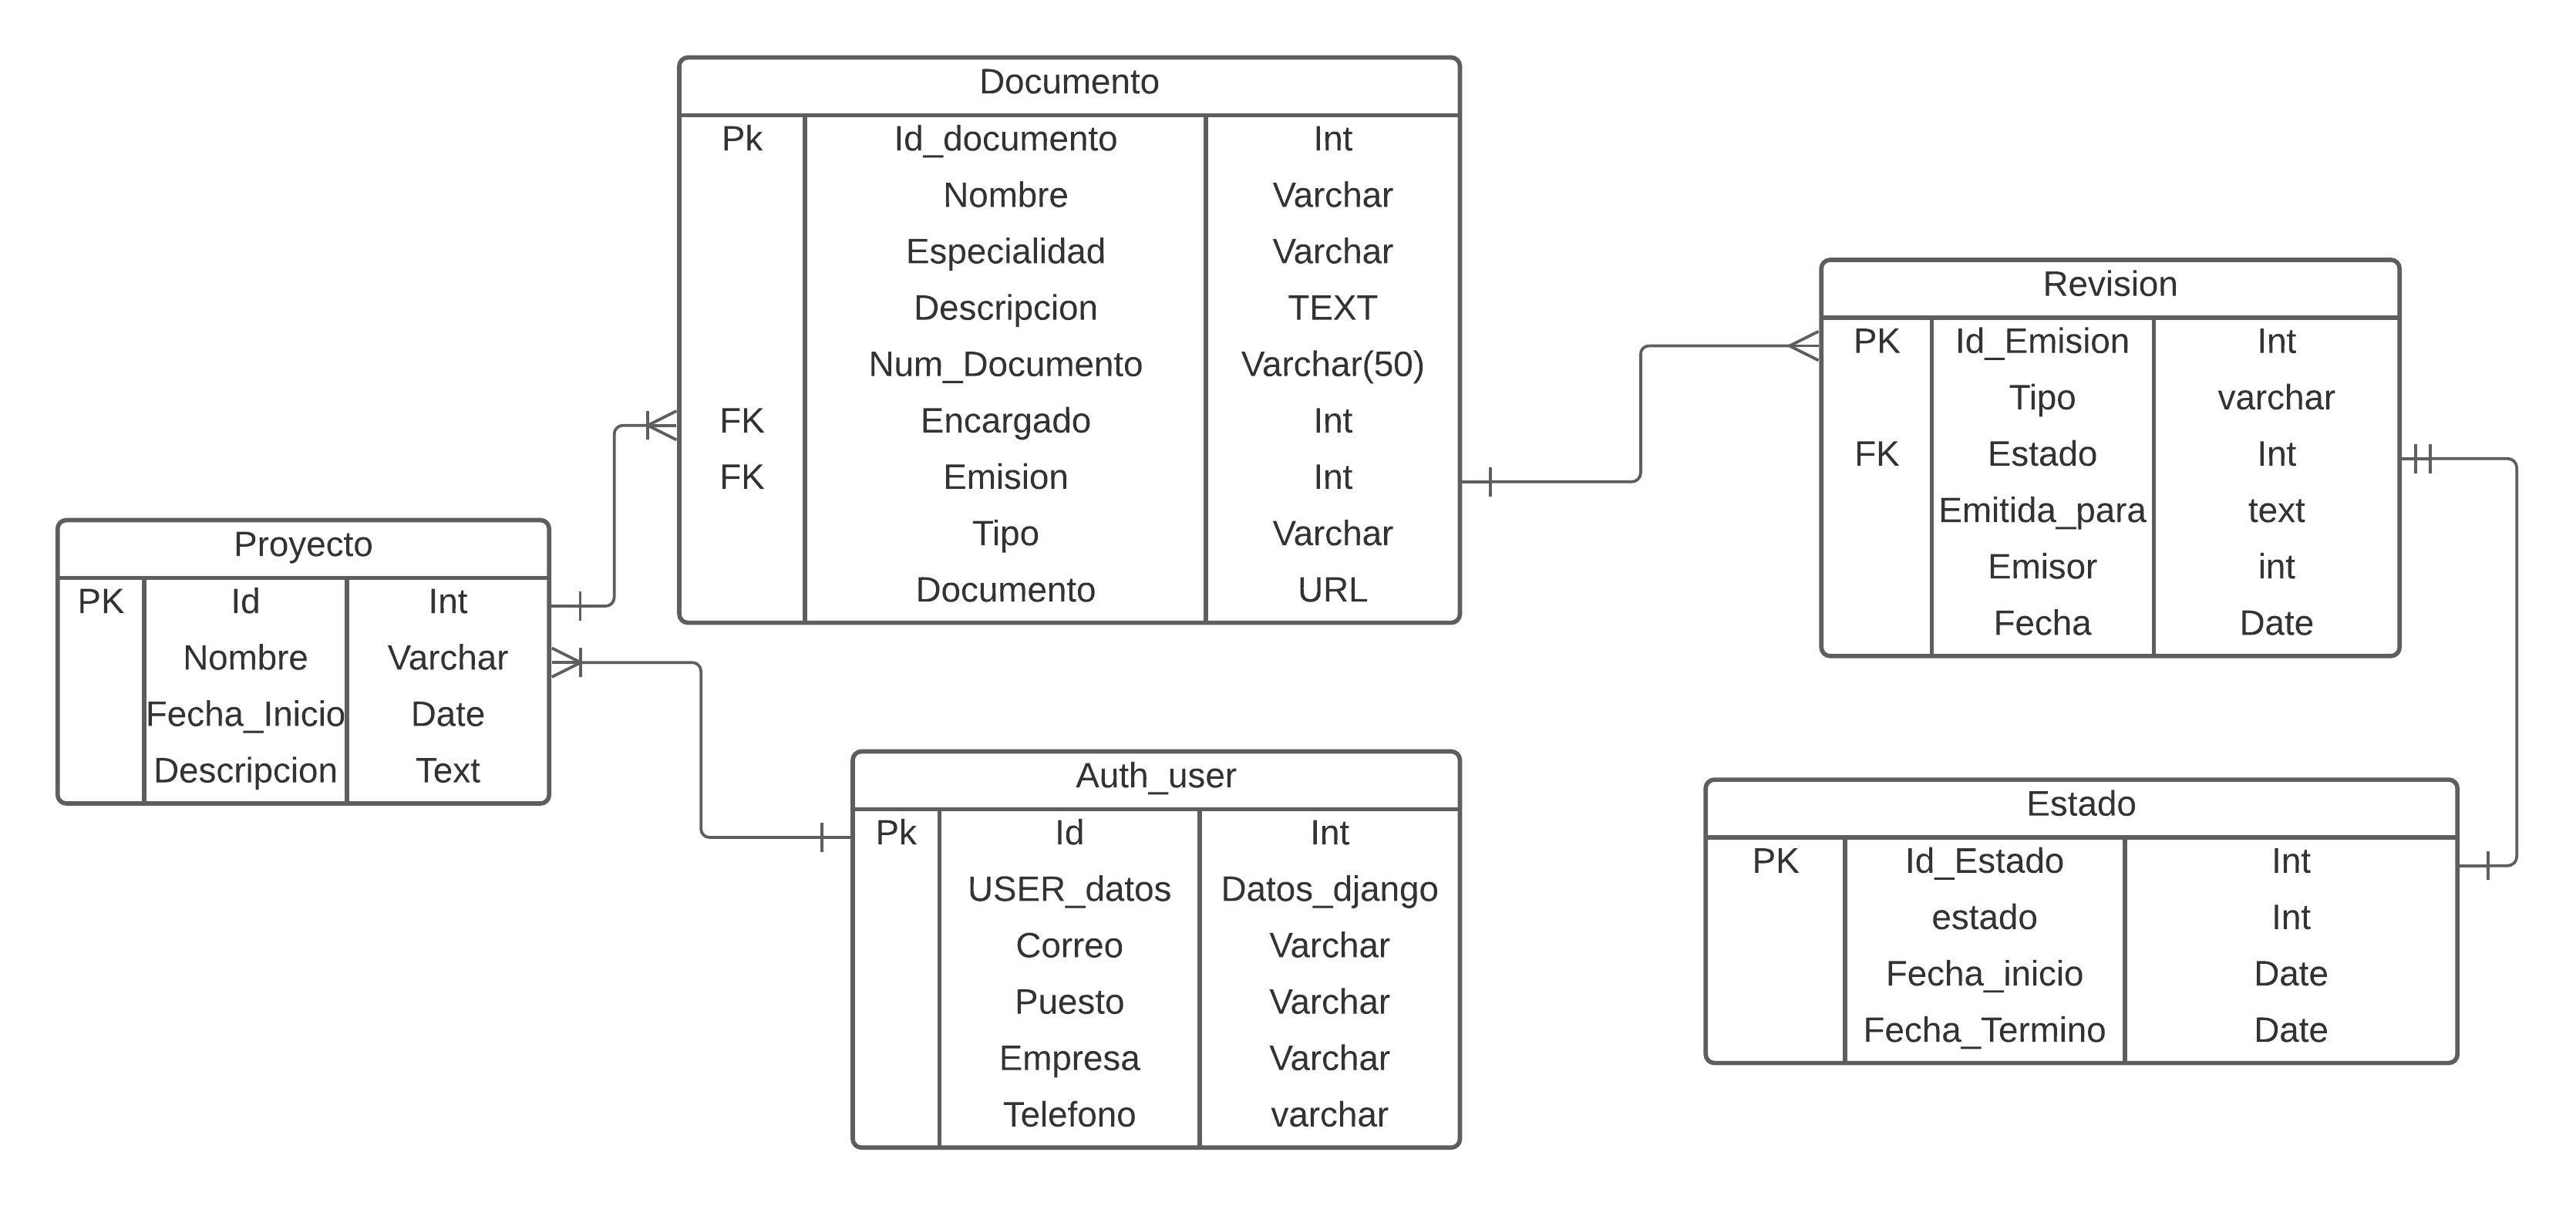 Documento
Pk Id_documento Int
Nombre Varchar
Especialidad Varchar
Descripcion TEXT
Num_Documento Varchar(50)
FK Encargado Int
FK Emision Int
Tipo Varchar
Documento URL
Revision
PK Id_Emision Int
Tipo varchar
FK Estado Int
Emitida_para text
Emisor int
Fecha Date
Proyecto
PK Id Int
Nombre Varchar
Fecha_Inicio Date
Descripcion Text
Auth_user
Pk Id Int
USER_datos Datos_django
Correo Varchar
Puesto Varchar
Empresa Varchar
Telefono varchar
Estado
PK Id_Estado Int
estado Int
Fecha_inicio Date
Fecha_Termino Date